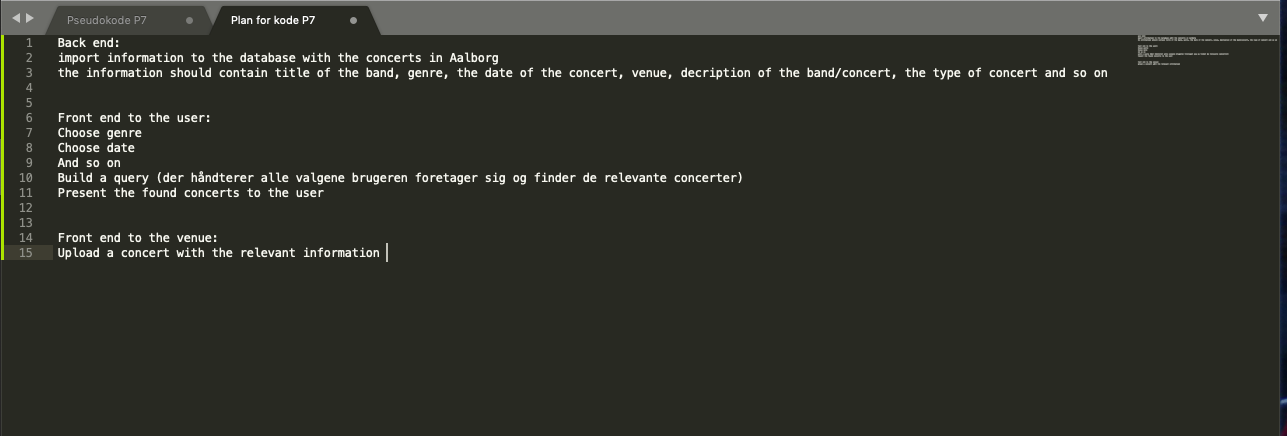 Pseudokode P7
Plan for kode P7
1 Back end:
2 import information to the database with the concerts in Aalborg
3 the information should contain title of the band, genre, the date of the concert, venue, decription of the band/concert, the type of concert and so on
4
5
6 Front end to the user:
7 Choose genre
8 Choose date
9 And so on
10 Build a query (der håndterer alle valgene brugeren foretager sig og finder de relevante concerter)
11 Present the found concerts to the user
12
13
14 Front end to the venue:
15 Upload a concert with the relevant information